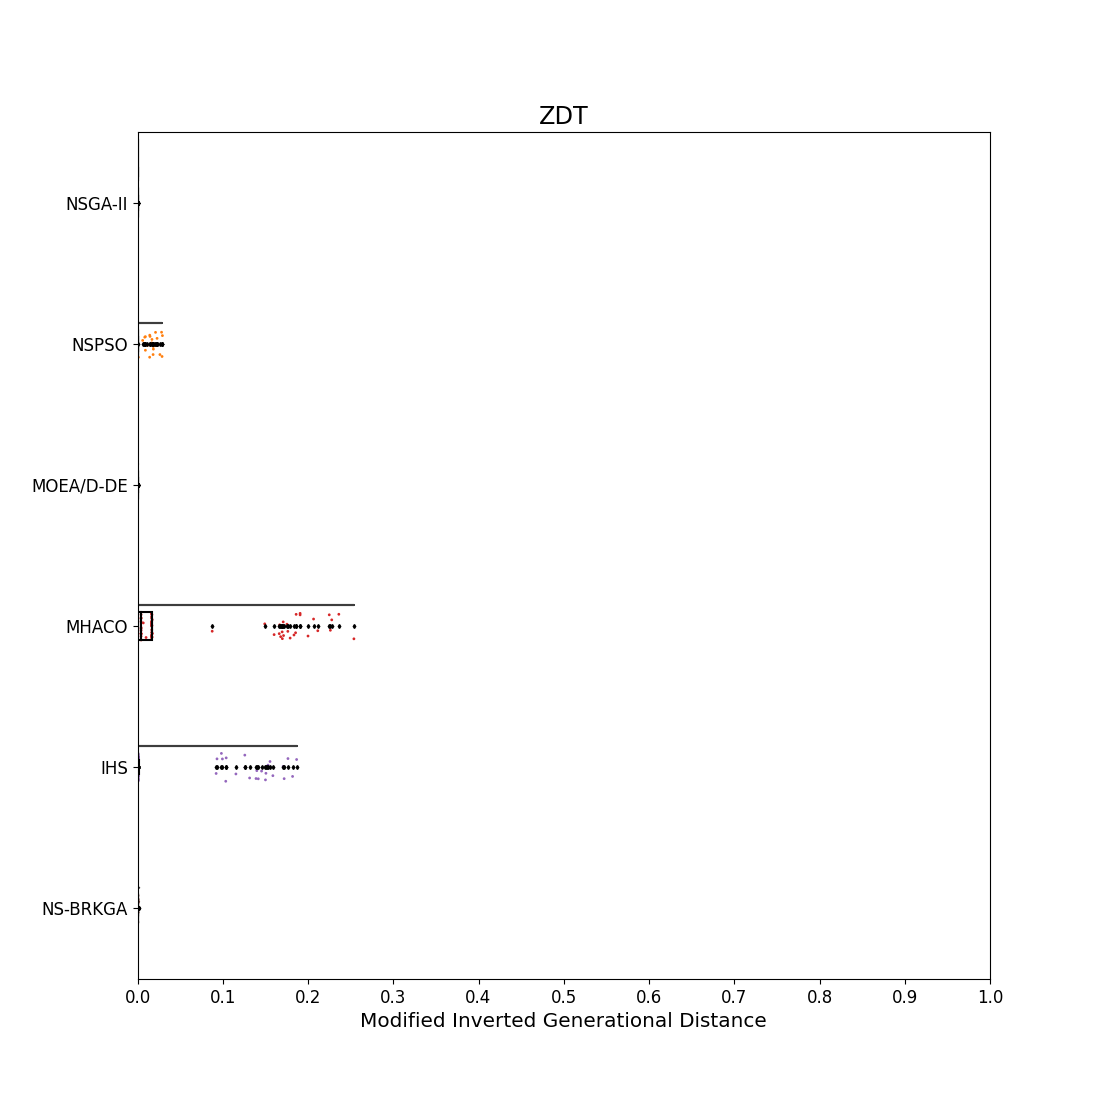 ZDT
NSGA-II
NSPSO
MOEA/D-DE
MHACO
IHS
NS-BRKGA
0.0 0.1 0.2 0.3 0.4 0.5 0.6 0.7 0.8 0.9 1.0
Modified Inverted Generational Distance